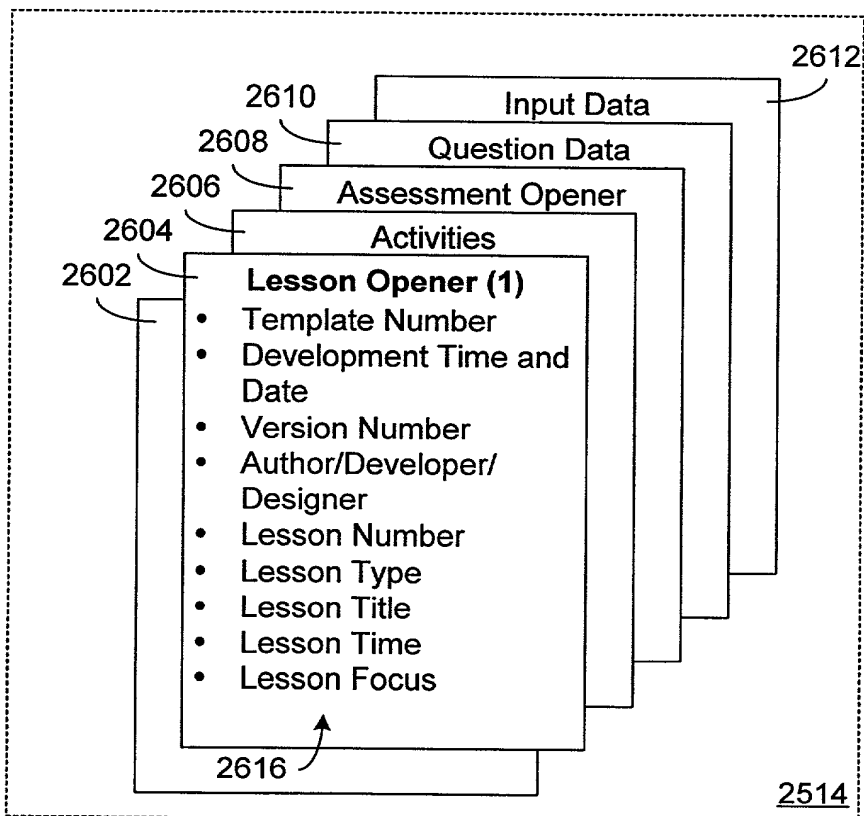 2612
Input Data
2610
Question Data
2608
Assessment Opener
2606
Activities
2604
Lesson Opener (1)
2602
• Template Number
• Development Time and
Date
• Version Number
• Author/Developer/
Designer
• Lesson Number
• Lesson Type
• Lesson Title
• Lesson Time
• Lesson Focus
2616
2514